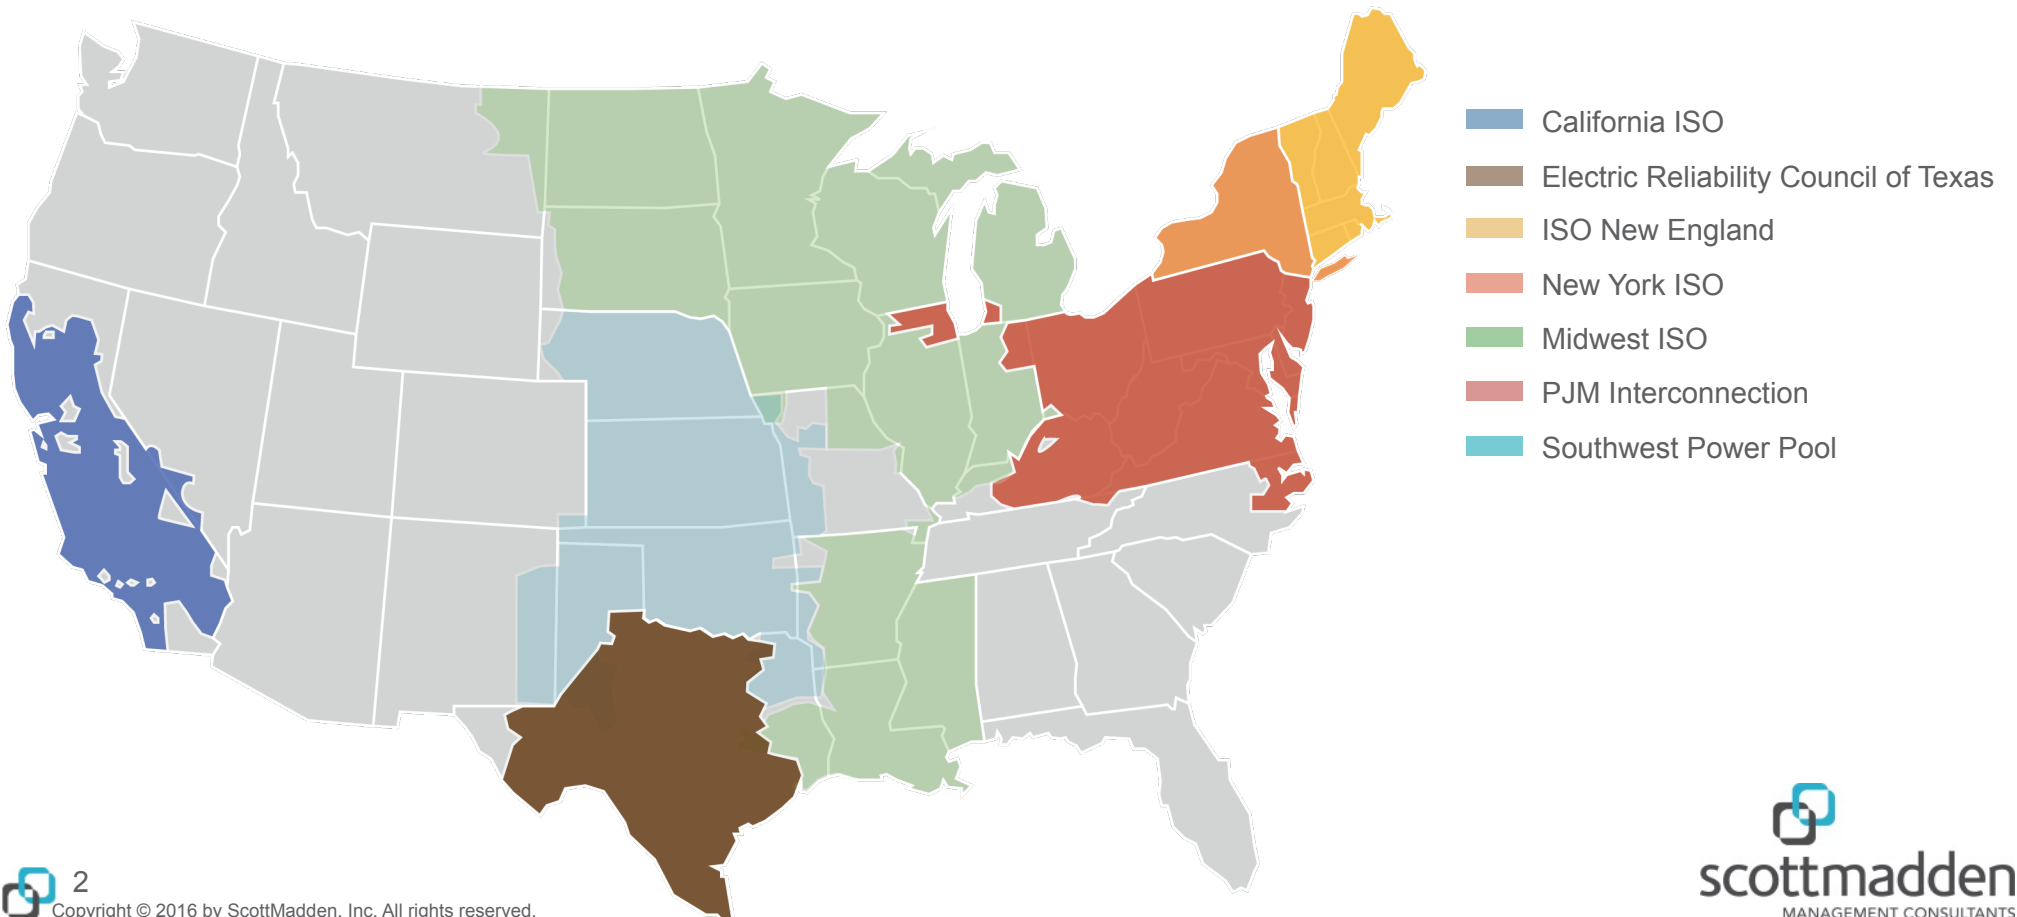 California ISO
Electric Reliability Council of Texas
ISO New England
New York ISO
Midwest ISO
PJM Interconnection
Southwest Power Pool
2
Copyright © 2016 by ScottMadden, Inc. All rights reserved.
scottmadden
MANAGEMENT CONSULTANTS